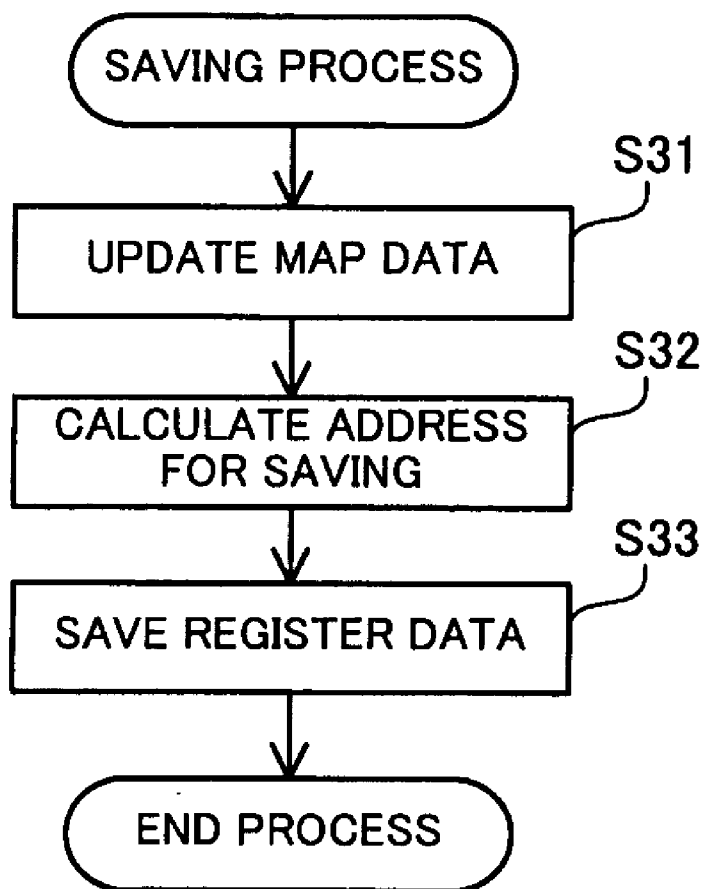 SAVING PROCESS
S31
UPDATE MAP DATA
S32
CALCULATE ADDRESS
FOR SAVING
S33
SAVE REGISTER DATA
END PROCESS